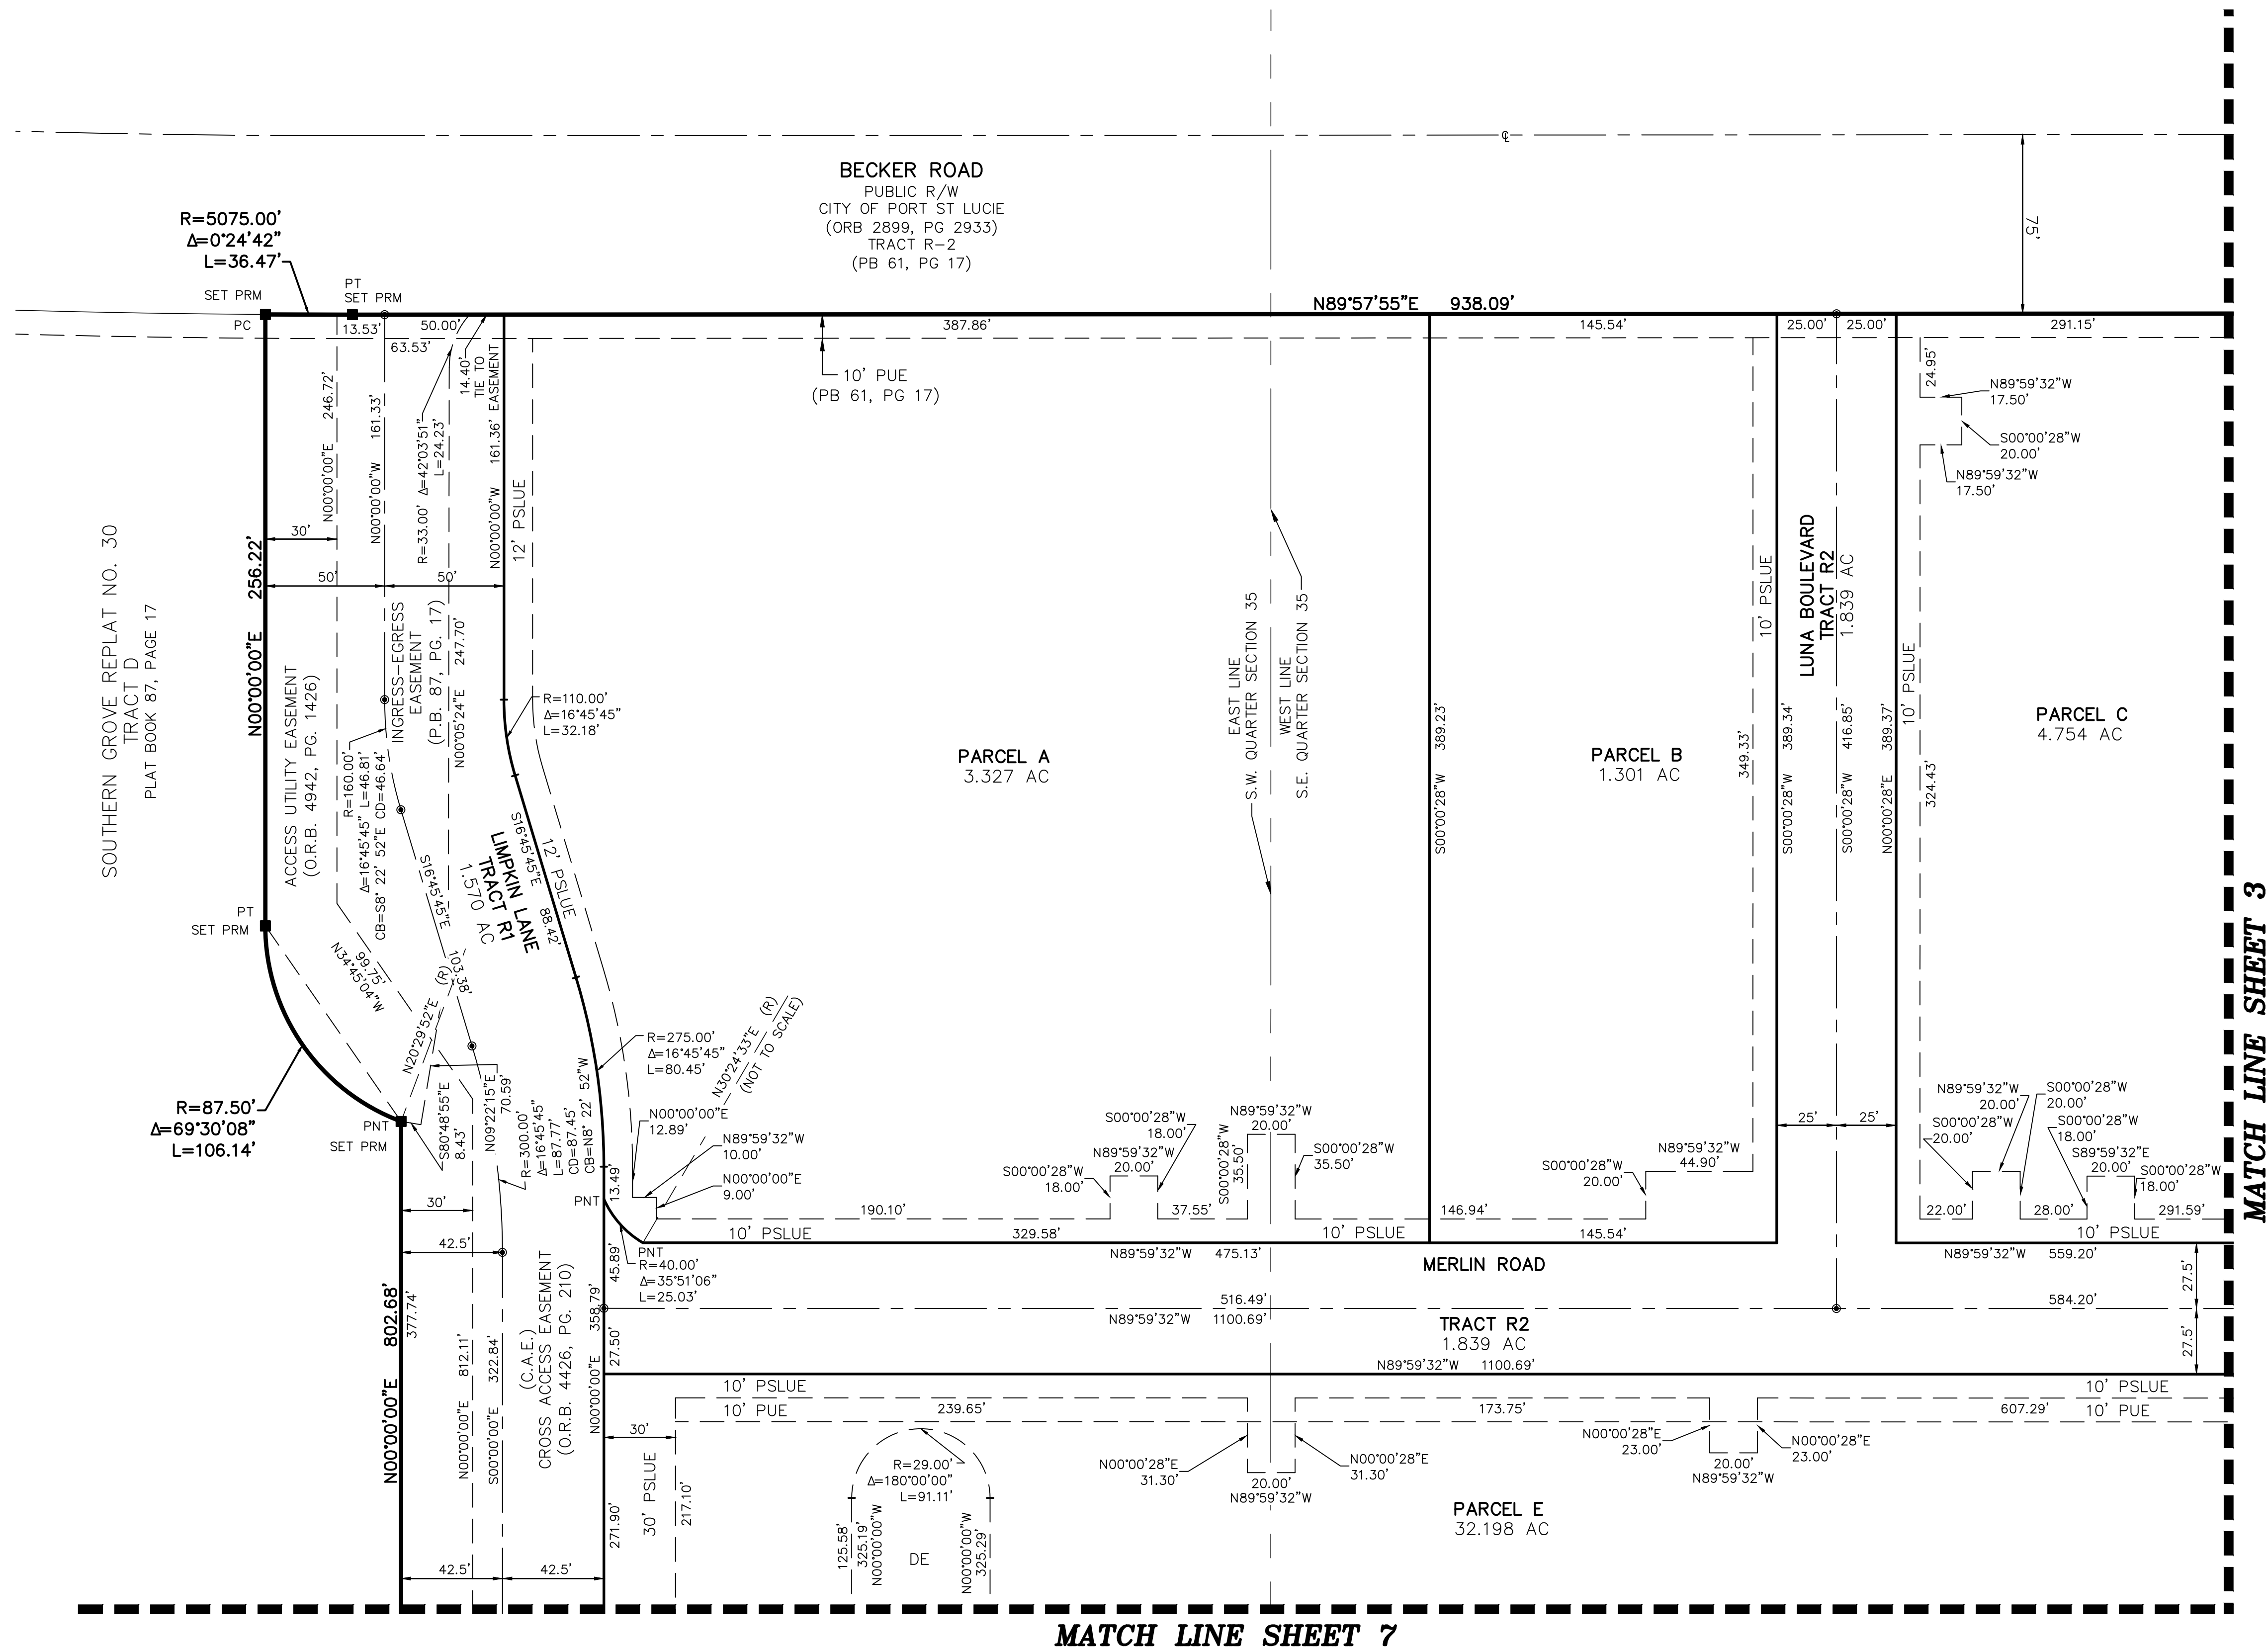 BECKER ROAD
PUBLIC R/W
CITY OF PORT ST LUCIE
(ORB 2899, PG 2933)
TRACT R-2
(PB 61, PG 17)
℄
75'
R=5075.00'
Δ=0°24'42"
L=36.47'
SET PRM
PC
PT
SET PRM
13.53'
50.00'
63.53'
387.86'
N89°57'55"E 938.09'
145.54'
25.00'
25.00'
291.15'
10' PUE
(PB 61, PG 17)
SOUTHERN GROVE REPLAT NO. 30
TRACT D
PLAT BOOK 87, PAGE 17
N00°00'00"E 256.22'
30'
50'
50'
N00°00'00"E 246.72'
N00°00'00"W 161.33'
R=33.00' Δ=42°03'51"
L=24.23'
14.40'
TIE TO
EASEMENT
N00°00'00"W 161.36'
12' PSLUE
ACCESS UTILITY EASEMENT
(O.R.B. 4942, PG. 1426)
INGRESS-EGRESS
EASEMENT
(P.B. 87, PG. 17)
N00°05'24"E 247.70'
R=110.00'
Δ=16°45'45"
L=32.18'
R=160.00'
Δ=16°45'45" L=46.81'
CB=S8° 22' 52"E CD=46.64'
S16°45'45"E 103.38'
LIMPKIN LANE
TRACT R1
1.570 AC
S16°45'45"E 88.42'
12' PSLUE
PARCEL A
3.327 AC
EAST LINE
S.W. QUARTER SECTION 35
WEST LINE
S.E. QUARTER SECTION 35
S00°00'28"W 389.23'
PARCEL B
1.301 AC
349.33'
10' PSLUE
S00°00'28"W 389.34'
LUNA BOULEVARD
TRACT R2
1.839 AC
S00°00'28"W 416.85'
N00°00'28"E 389.37'
10' PSLUE
24.95'
N89°59'32"W
17.50'
S00°00'28"W
20.00'
N89°59'32"W
17.50'
324.43'
PARCEL C
4.754 AC
MATCH LINE SHEET 3
PT
SET PRM
99.75'
N34°45'04"W
N20°29'52"E (R)
R=87.50'
Δ=69°30'08"
L=106.14'
PNT
SET PRM
S80°48'55"E
8.43'
N09°22'15"E
70.59'
R=300.00'
Δ=16°45'45"
L=87.77'
CD=87.45'
CB=N8° 22' 52"W
R=275.00'
Δ=16°45'45"
L=80.45'
N30°24'33"E (R)
(NOT TO SCALE)
N00°00'00"E
12.89'
N89°59'32"W
10.00'
N00°00'00"E
9.00'
13.49'
PNT
PNT
R=40.00'
Δ=35°51'06"
L=25.03'
45.89'
30'
42.5'
190.10'
S00°00'28"W
18.00'
N89°59'32"W
20.00'
S00°00'28"W
18.00'
37.55'
S00°00'28"W
35.50'
N89°59'32"W
20.00'
S00°00'28"W
35.50'
146.94'
S00°00'28"W
20.00'
N89°59'32"W
44.90'
25'
25'
22.00'
S00°00'28"W
20.00'
N89°59'32"W
20.00'
S00°00'28"W
20.00'
28.00'
S00°00'28"W
18.00'
S89°59'32"E
20.00'
S00°00'28"W
18.00'
291.59'
10' PSLUE
329.58'
10' PSLUE
145.54'
10' PSLUE
N89°59'32"W 475.13'
N89°59'32"W 559.20'
MERLIN ROAD
516.49'
584.20'
N89°59'32"W 1100.69'
27.5'
27.5'
TRACT R2
1.839 AC
N89°59'32"W 1100.69'
N00°00'00"E 802.68'
377.74'
N00°00'00"E 812.11'
S00°00'00"E 322.84'
(C.A.E.)
CROSS ACCESS EASEMENT
(O.R.B. 4426, PG. 210)
N00°00'00"E 358.79'
27.50'
271.90'
30'
30' PSLUE
217.10'
10' PSLUE
10' PUE
239.65'
173.75'
607.29'
10' PSLUE
10' PUE
R=29.00'
Δ=180°00'00"
L=91.11'
125.58'
325.19'
N00°00'00"W
DE
N00°00'00"W
325.29'
N00°00'28"E
31.30'
20.00'
N89°59'32"W
N00°00'28"E
31.30'
N00°00'28"E
23.00'
20.00'
N89°59'32"W
N00°00'28"E
23.00'
PARCEL E
32.198 AC
42.5'
42.5'
MATCH LINE SHEET 7